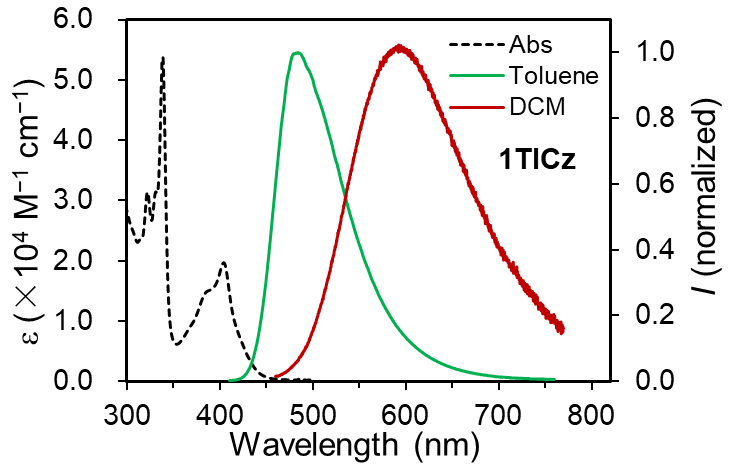 6.0
5.0
4.0
3.0
2.0
1.0
0.0
ε (×10⁴ M⁻¹ cm⁻¹)
Abs
Toluene
DCM
1TICz
1.0
0.8
0.6
0.4
0.2
0.0
I (normalized)
300 400 500 600 700 800
Wavelength (nm)